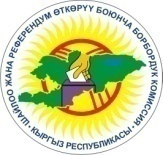 ШАЙЛОО ЖАНА РЕФЕРЕНДУМ ӨТКӨРҮҮ БОЮНЧА БОРБОРДУК КОМИССИЯ
КЫРГЫЗ РЕСПУБЛИКАСЫ